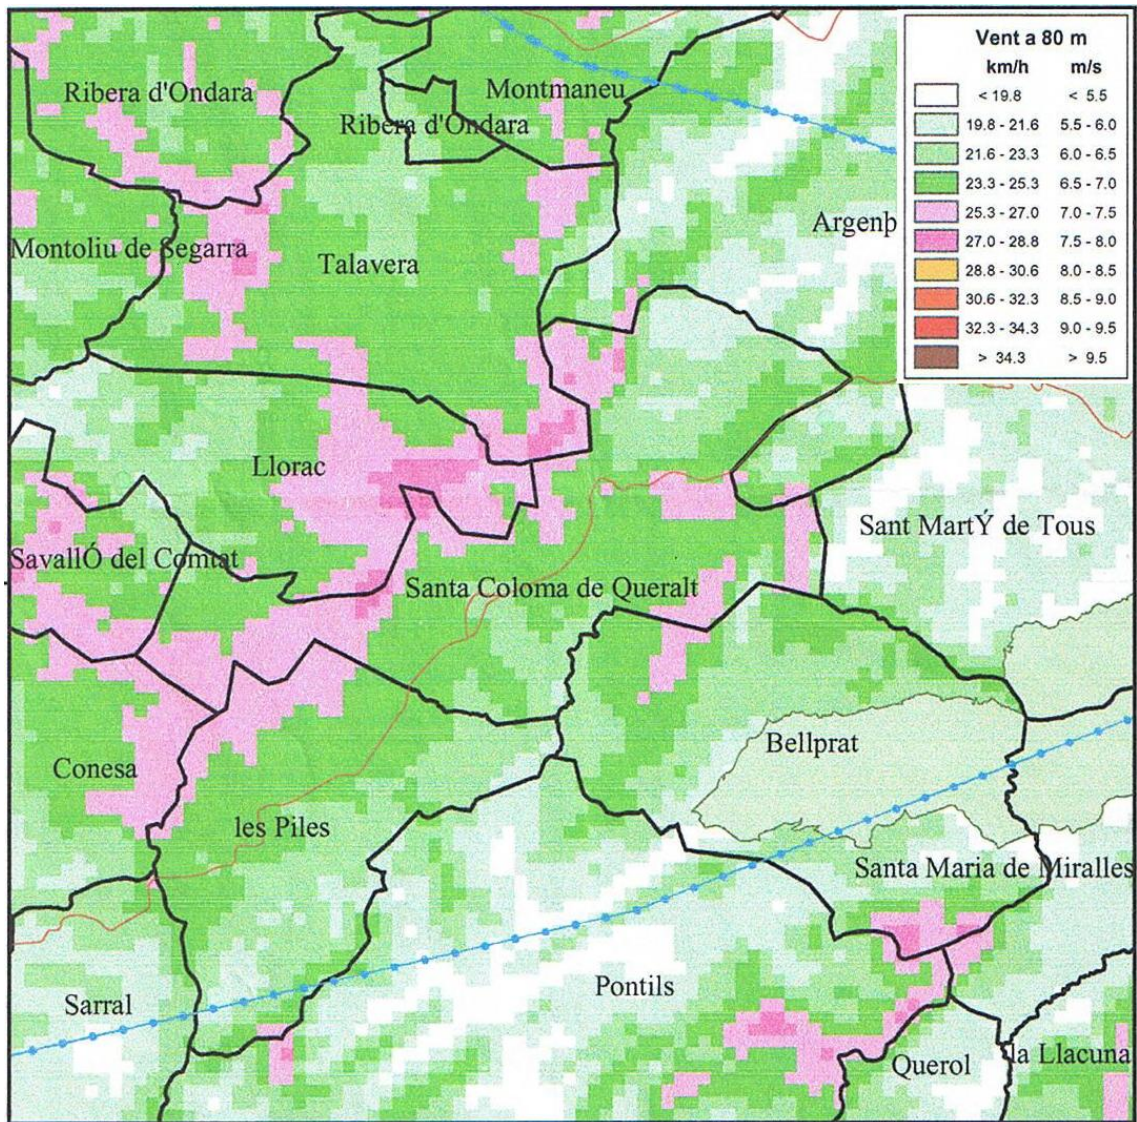 Vent a 80 m
km/h m/s
< 19.8 < 5.5
19.8 - 21.6 5.5 - 6.0
21.6 - 23.3 6.0 - 6.5
23.3 - 25.3 6.5 - 7.0
25.3 - 27.0 7.0 - 7.5
27.0 - 28.8 7.5 - 8.0
28.8 - 30.6 8.0 - 8.5
30.6 - 32.3 8.5 - 9.0
32.3 - 34.3 9.0 - 9.5
> 34.3 > 9.5
Ribera d'Ondara
Montmaneu
Ribera d'Ondara
Argenþ
Montoliu de Segarra
Talavera
Llorac
Sant MartÝ de Tous
SavallÓ del Comtat
Santa Coloma de Queralt
Bellprat
Conesa
les Piles
Santa Maria de Miralles
Sarral
Pontils
Querol
la Llacuna